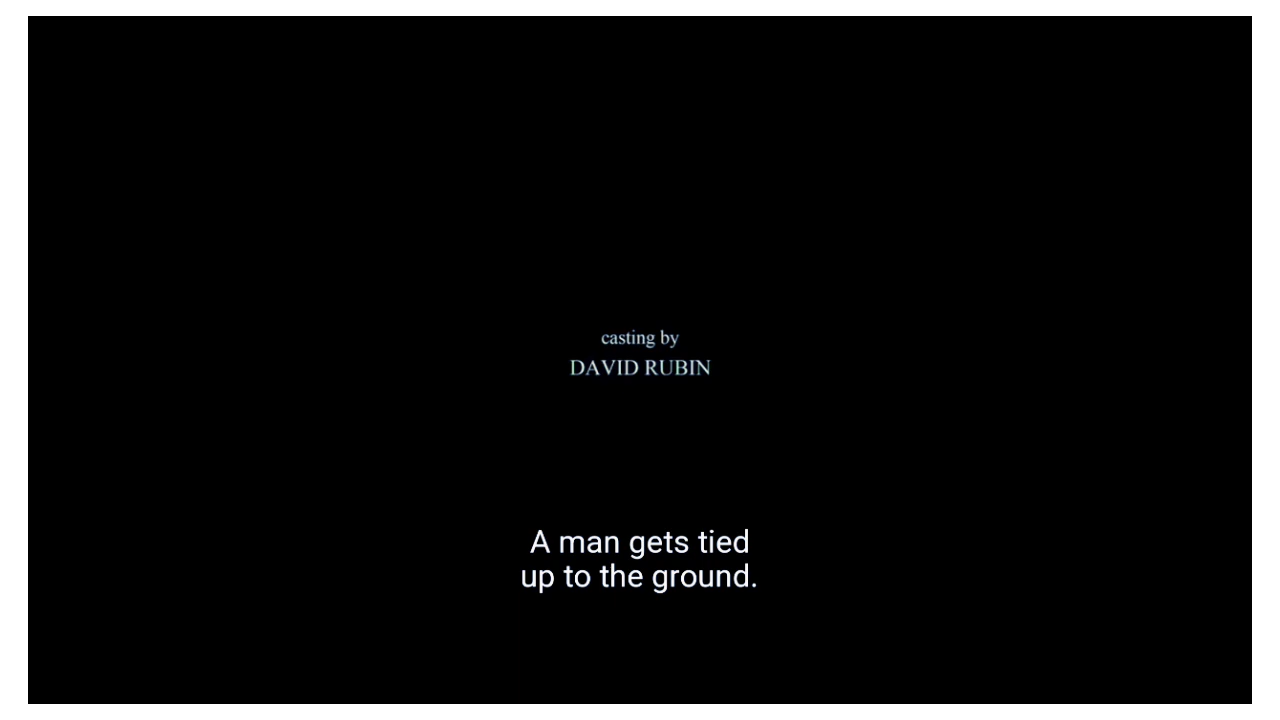 casting by
DAVID RUBIN
A man gets tied
up to the ground.